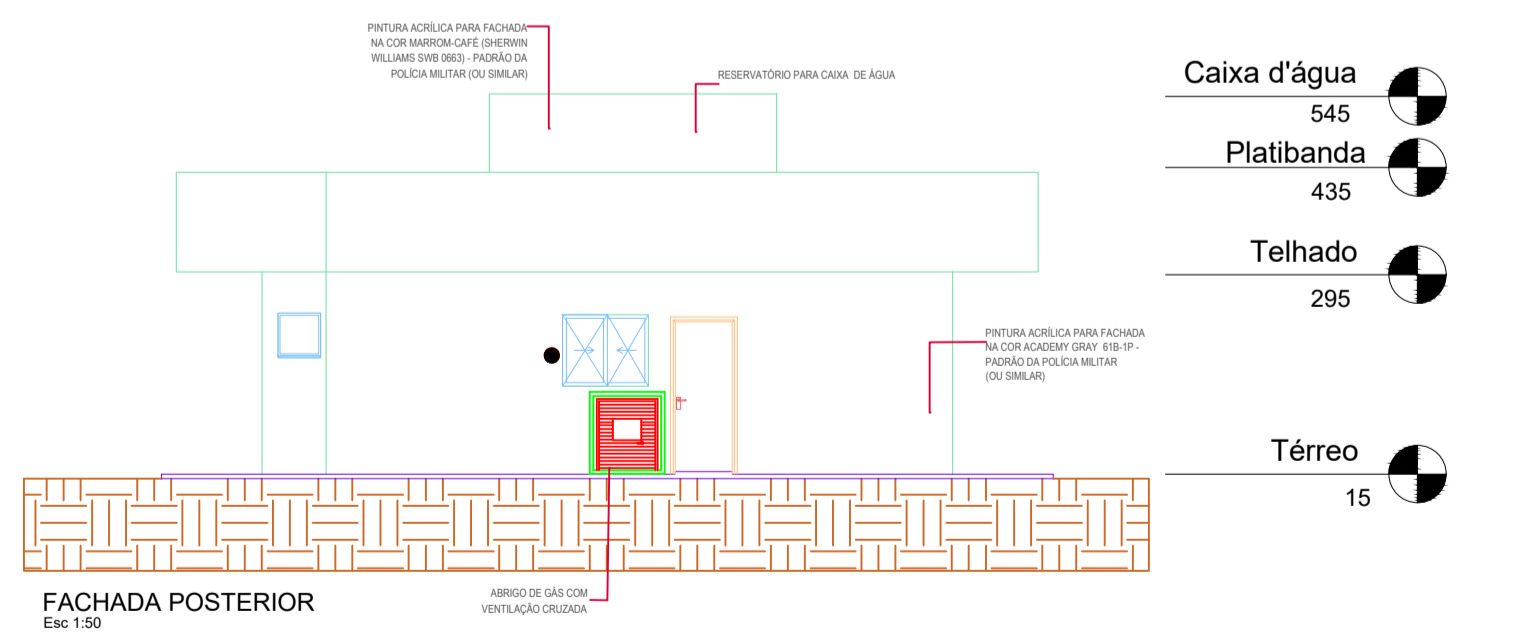 PINTURA ACRÍLICA PARA FACHADA
NA COR MARROM-CAFÉ (SHERWIN
WILLIAMS SWB 0663) - PADRÃO DA
POLÍCIA MILITAR (OU SIMILAR)
RESERVATÓRIO PARA CAIXA DE ÁGUA
Caixa d'água
545
Platibanda
435
Telhado
295
PINTURA ACRÍLICA PARA FACHADA
NA COR ACADEMY GRAY 61B-1P -
PADRÃO DA POLÍCIA MILITAR
(OU SIMILAR)
Térreo
15
ABRIGO DE GÁS COM
VENTILAÇÃO CRUZADA
FACHADA POSTERIOR
Esc 1:50